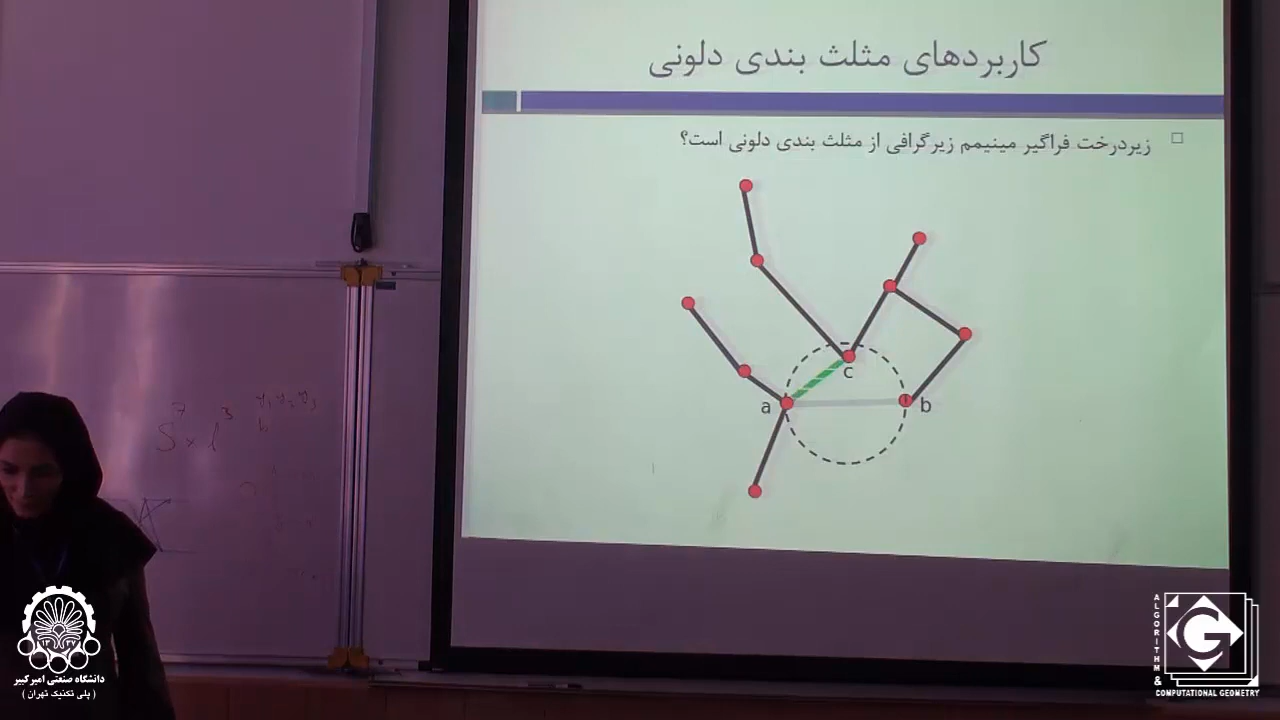 کاربردهای مثلث بندی دلونی
زیردرخت فراگیر مینیمم زیرگرافی از مثلث بندی دلونی است؟
c
a
b
دانشگاه صنعتی امیرکبیر
( پلی تکنیک تهران )
ALGORITHM &
COMPUTATIONAL GEOMETRY
G